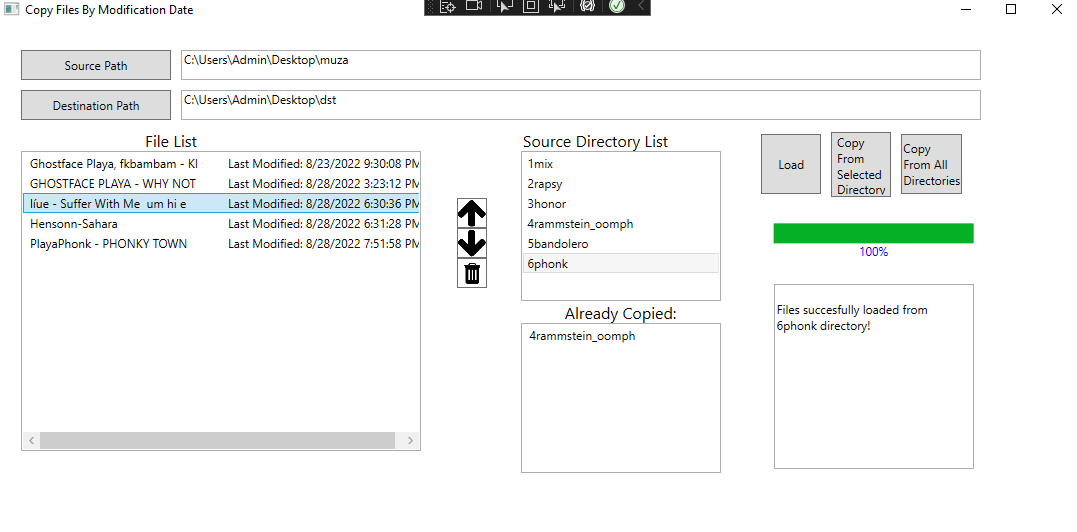 Copy Files By Modification Date
Source Path
C:\Users\Admin\Desktop\muza
Destination Path
C:\Users\Admin\Desktop\dst
File List
Ghostface Playa, fkbambam - KI Last Modified: 8/23/2022 9:30:08 PM
GHOSTFACE PLAYA - WHY NOT Last Modified: 8/28/2022 3:23:12 PM
líue - Suffer With Me um hi e Last Modified: 8/28/2022 6:30:36 PM
Hensonn-Sahara Last Modified: 8/28/2022 6:31:28 PM
PlayaPhonk - PHONKY TOWN Last Modified: 8/28/2022 7:51:58 PM
Source Directory List
1mix
2rapsy
3honor
4rammstein_oomph
5bandolero
6phonk
Already Copied:
4rammstein_oomph
Load
Copy
From
Selected
Directory
Copy
From All
Directories
100%
Files succesfully loaded from
6phonk directory!